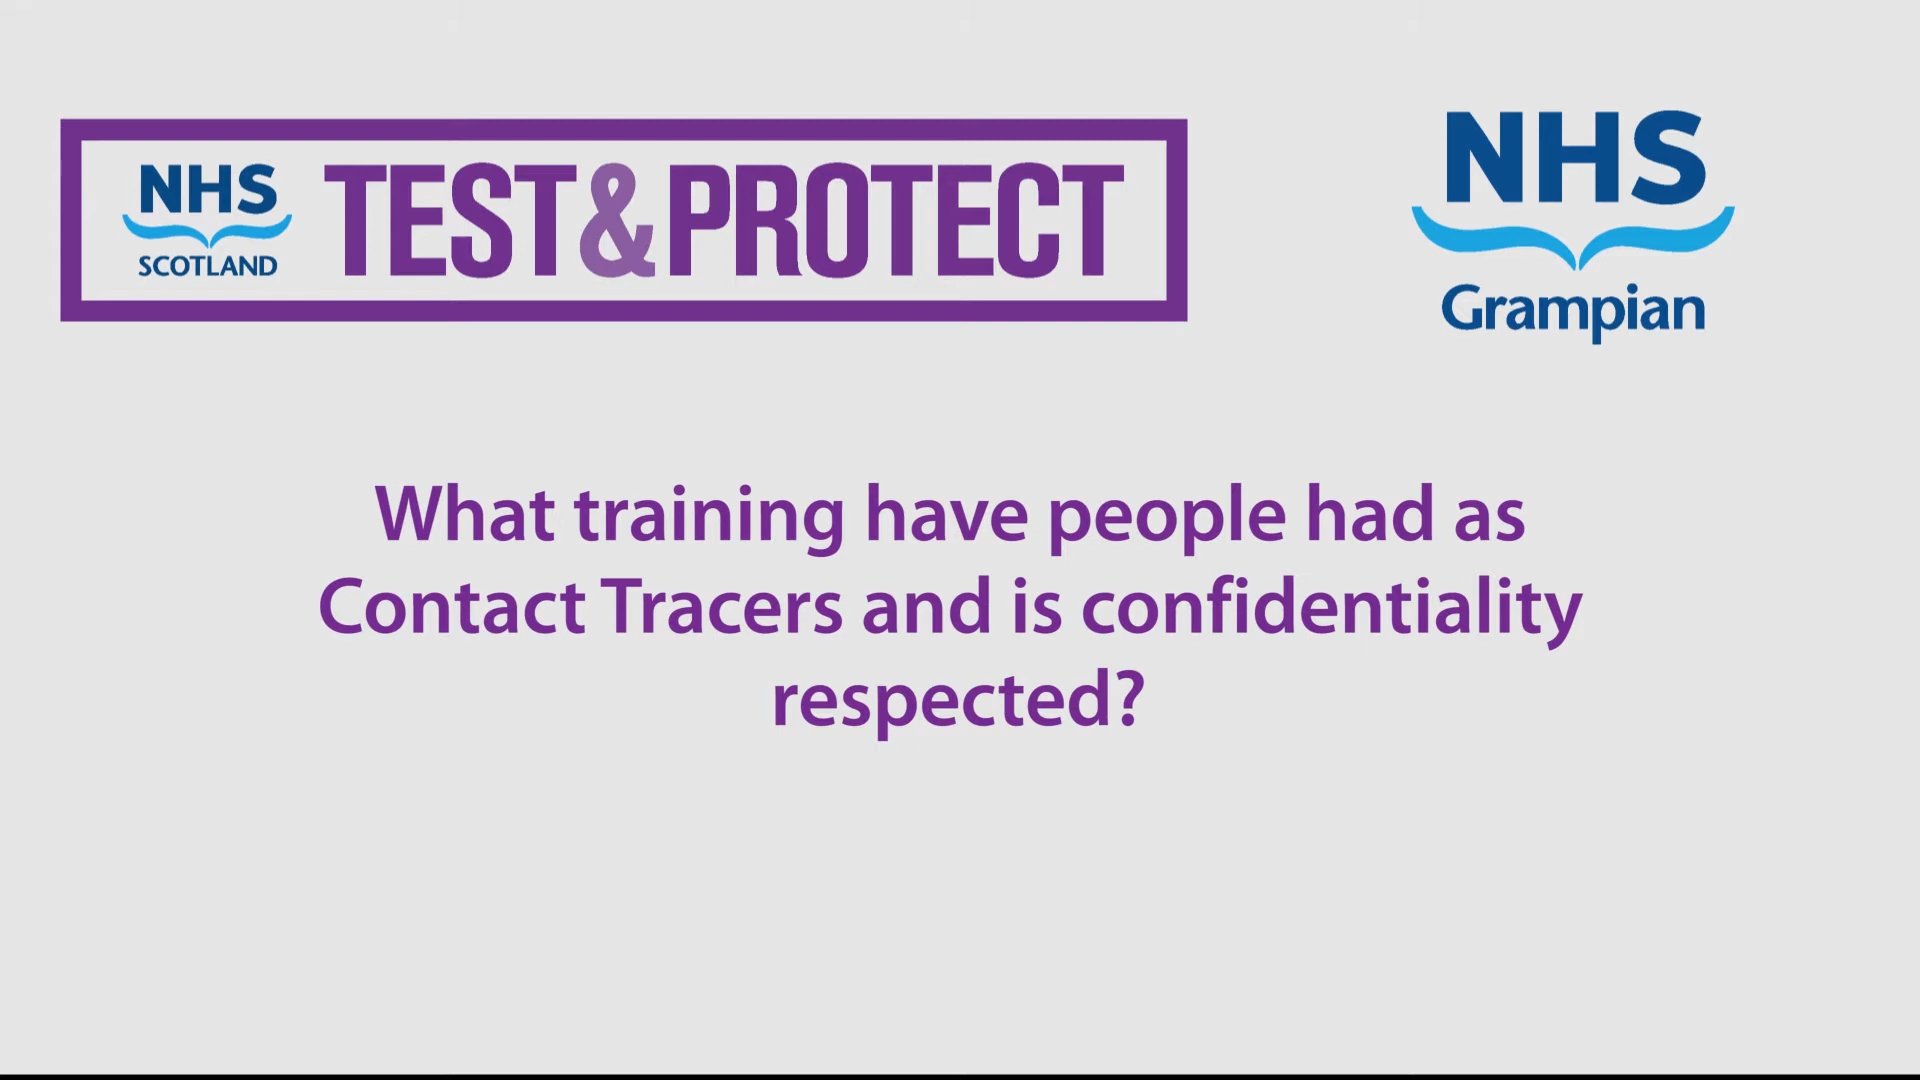 NHS
SCOTLAND
TEST&PROTECT
NHS
Grampian
What training have people had as
Contact Tracers and is confidentiality
respected?